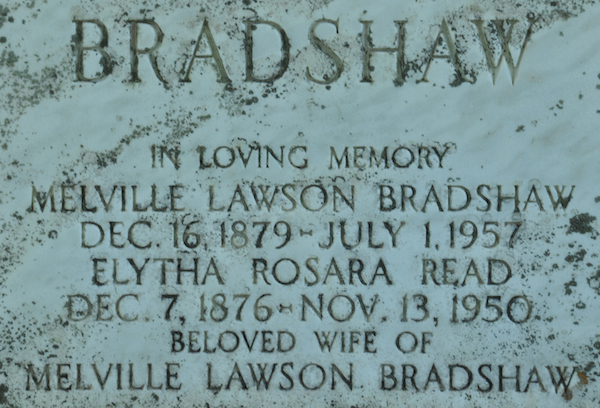 BRADSHAW
IN LOVING MEMORY
MELVILLE LAWSON BRADSHAW
DEC. 16, 1879 - JULY 1, 1957
ELYTHA ROSARA READ
DEC. 7, 1876 - NOV. 13, 1950
BELOVED WIFE OF
MELVILLE LAWSON BRADSHAW